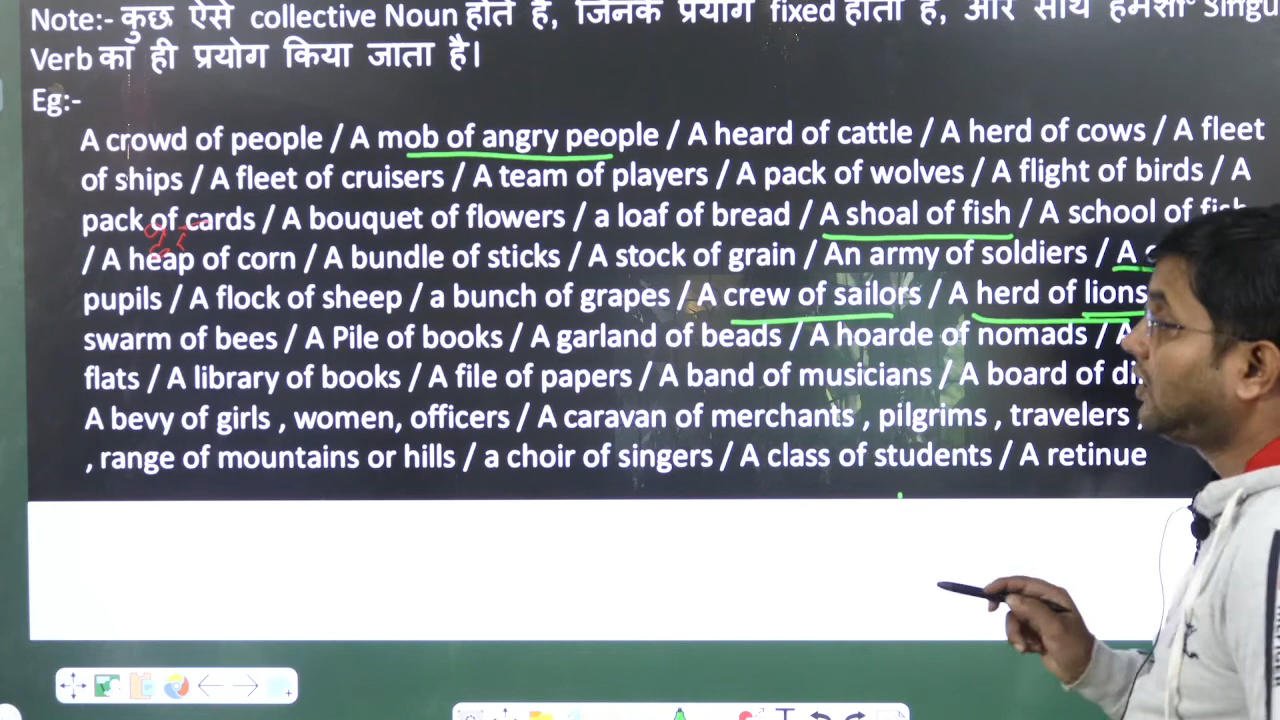 Note:- कुछ ऐसे collective Noun होते है, जिनके प्रयोग fixed होता है, और साथ हमेशा
Verb का ही प्रयोग किया जाता है।
Eg:-
A crowd of people / A mob of angry people / A heard of cattle / A herd of cows / A fleet
of ships / A fleet of cruisers / A team of players / A pack of wolves / A flight of birds / A
pack of cards / A bouquet of flowers / a loaf of bread / A shoal of fish / A school of fish
/ A heap of corn / A bundle of sticks / A stock of grain / An army of soldiers / A
pupils / A flock of sheep / a bunch of grapes / A crew of sailors / A herd of lions
swarm of bees / A Pile of books / A garland of beads / A hoarde of nomads / A
flats / A library of books / A file of papers / A band of musicians / A board of
A bevy of girls , women, officers / A caravan of merchants , pilgrims , travelers ,
, range of mountains or hills / a choir of singers / A class of students / A retinue